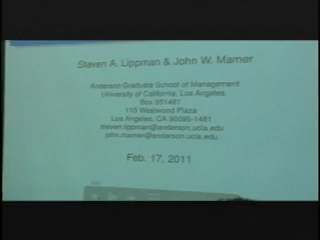 Steven A. Lippman & John W. Mamer
Anderson Graduate School of Management
University of California, Los Angeles
Box 951481
110 Westwood Plaza
Los Angeles, CA 90095-1481
steven.lippman@anderson.ucla.edu
john.mamer@anderson.ucla.edu
Feb. 17, 2011